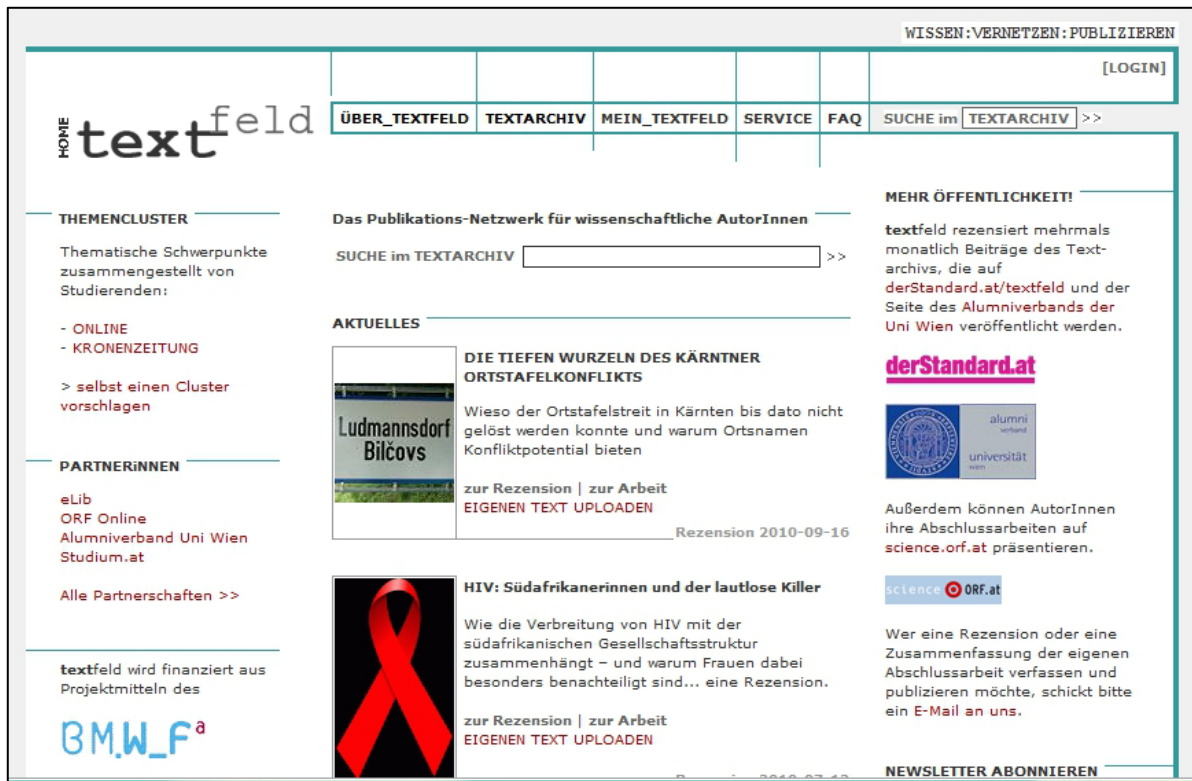 WISSEN:VERNETZEN:PUBLIZIEREN
[LOGIN]
HOME
textfeld
ÜBER_TEXTFELD TEXTARCHIV MEIN_TEXTFELD SERVICE FAQ SUCHE im TEXTARCHIV >>
THEMENCLUSTER
Thematische Schwerpunkte
zusammengestellt von
Studierenden:
- ONLINE
- KRONENZEITUNG
> selbst einen Cluster
vorschlagen
PARTNERiNNEN
eLib
ORF Online
Alumniverband Uni Wien
Studium.at
Alle Partnerschaften >>
textfeld wird finanziert aus
Projektmitteln des
BM.W_Fa
Das Publikations-Netzwerk für wissenschaftliche AutorInnen
SUCHE im TEXTARCHIV >>
AKTUELLES
Ludmannsdorf
Bilčovs
DIE TIEFEN WURZELN DES KÄRNTNER
ORTSTAFELKONFLIKTS
Wieso der Ortstafelstreit in Kärnten bis dato nicht
gelöst werden konnte und warum Ortsnamen
Konfliktpotential bieten
zur Rezension | zur Arbeit
EIGENEN TEXT UPLOADEN
Rezension 2010-09-16
HIV: Südafrikanerinnen und der lautlose Killer
Wie die Verbreitung von HIV mit der
südafrikanischen Gesellschaftsstruktur
zusammenhängt – und warum Frauen dabei
besonders benachteiligt sind... eine Rezension.
zur Rezension | zur Arbeit
EIGENEN TEXT UPLOADEN
MEHR ÖFFENTLICHKEIT!
textfeld rezensiert mehrmals
monatlich Beiträge des Text-
archivs, die auf
derStandard.at/textfeld und der
Seite des Alumniverbands der
Uni Wien veröffentlicht werden.
derStandard.at
alumni
verband
universität
wien
Außerdem können AutorInnen
ihre Abschlussarbeiten auf
science.orf.at präsentieren.
science ORF.at
Wer eine Rezension oder eine
Zusammenfassung der eigenen
Abschlussarbeit verfassen und
publizieren möchte, schickt bitte
ein E-Mail an uns.
NEWSLETTER ABONNIEREN